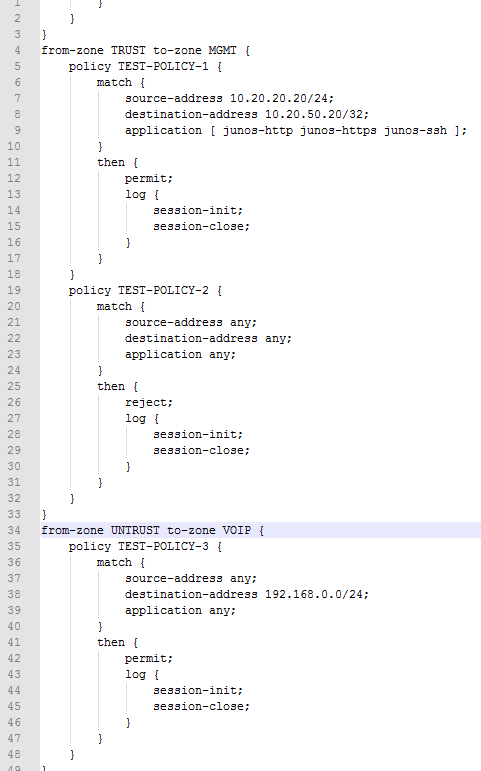 1 }
2 }
3 }
4 from-zone TRUST to-zone MGMT {
5 policy TEST-POLICY-1 {
6 match {
7 source-address 10.20.20.20/24;
8 destination-address 10.20.50.20/32;
9 application [ junos-http junos-https junos-ssh ];
10 }
11 then {
12 permit;
13 log {
14 session-init;
15 session-close;
16 }
17 }
18 }
19 policy TEST-POLICY-2 {
20 match {
21 source-address any;
22 destination-address any;
23 application any;
24 }
25 then {
26 reject;
27 log {
28 session-init;
29 session-close;
30 }
31 }
32 }
33 }
34 from-zone UNTRUST to-zone VOIP {
35 policy TEST-POLICY-3 {
36 match {
37 source-address any;
38 destination-address 192.168.0.0/24;
39 application any;
40 }
41 then {
42 permit;
43 log {
44 session-init;
45 session-close;
46 }
47 }
48 }
49 }